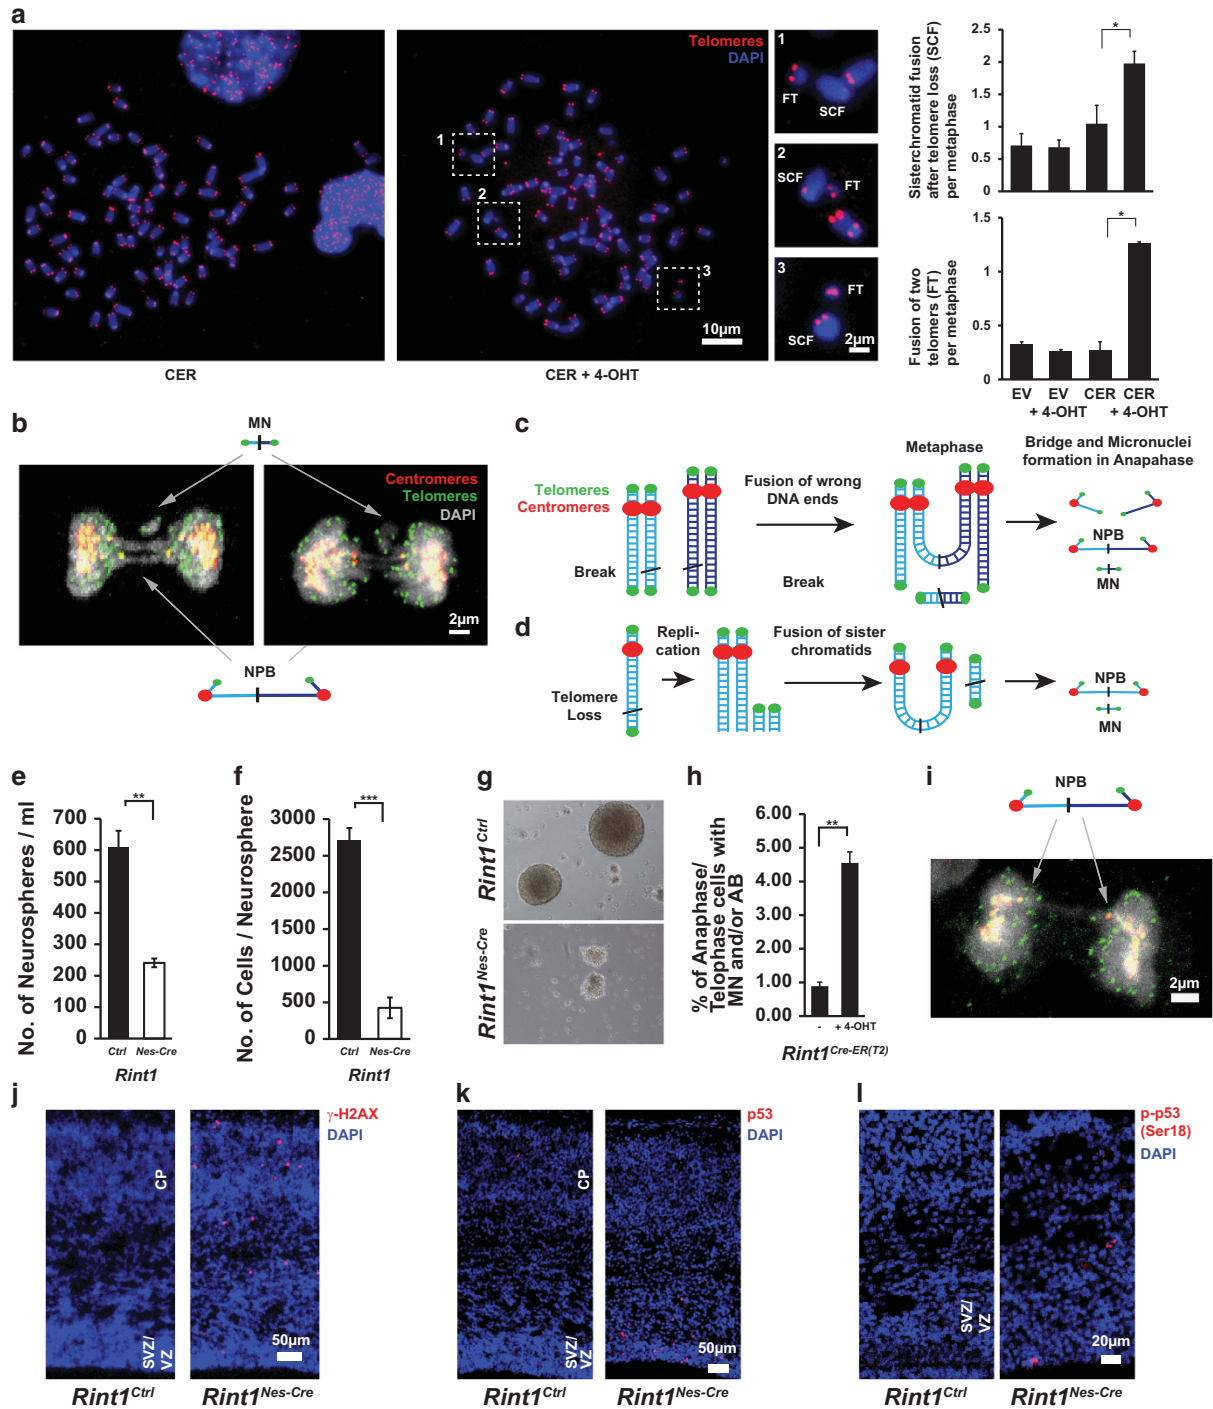 a
Telomeres
DAPI
1
2
3
10µm
CER
CER + 4-OHT
1
FT
SCF
2
SCF
FT
3
FT
SCF
2µm
Sisterchromatid fusion
after telomere loss (SCF)
per metaphase
2.5
2
1.5
1
0.5
0
*
Fusion of two
telomers (FT)
per metaphase
1.5
1
0.5
0
*
EV
EV
+ 4-OHT
CER
CER
+ 4-OHT
b
MN
Centromeres
Telomeres
DAPI
2µm
NPB
c
Telomeres
Centromeres
Break
Fusion of wrong
DNA ends
Break
Metaphase
Bridge and Micronuclei
formation in Anapahase
NPB
MN
d
Telomere
Loss
Repli-
cation
Fusion of sister
chromatids
NPB
MN
e
No. of Neurospheres / ml
700
600
500
400
300
200
100
0
**
Ctrl Nes-Cre
Rint1
f
No. of Cells / Neurosphere
3000
2500
2000
1500
1000
500
0
***
Ctrl Nes-Cre
Rint1
g
Rint1Ctrl
Rint1Nes-Cre
h
% of Anaphase/
Telophase cells with
MN and/or AB
6.00
5.00
4.00
3.00
2.00
1.00
0.00
**
- + 4-OHT
Rint1Cre-ER(T2)
i
NPB
2µm
j
γ-H2AX
DAPI
CP
SVZ/
VZ
50µm
Rint1Ctrl
Rint1Nes-Cre
k
p53
DAPI
CP
SVZ/
VZ
50µm
Rint1Ctrl
Rint1Nes-Cre
l
p-p53
(Ser18)
DAPI
SVZ/
VZ
20µm
Rint1Ctrl
Rint1Nes-Cre